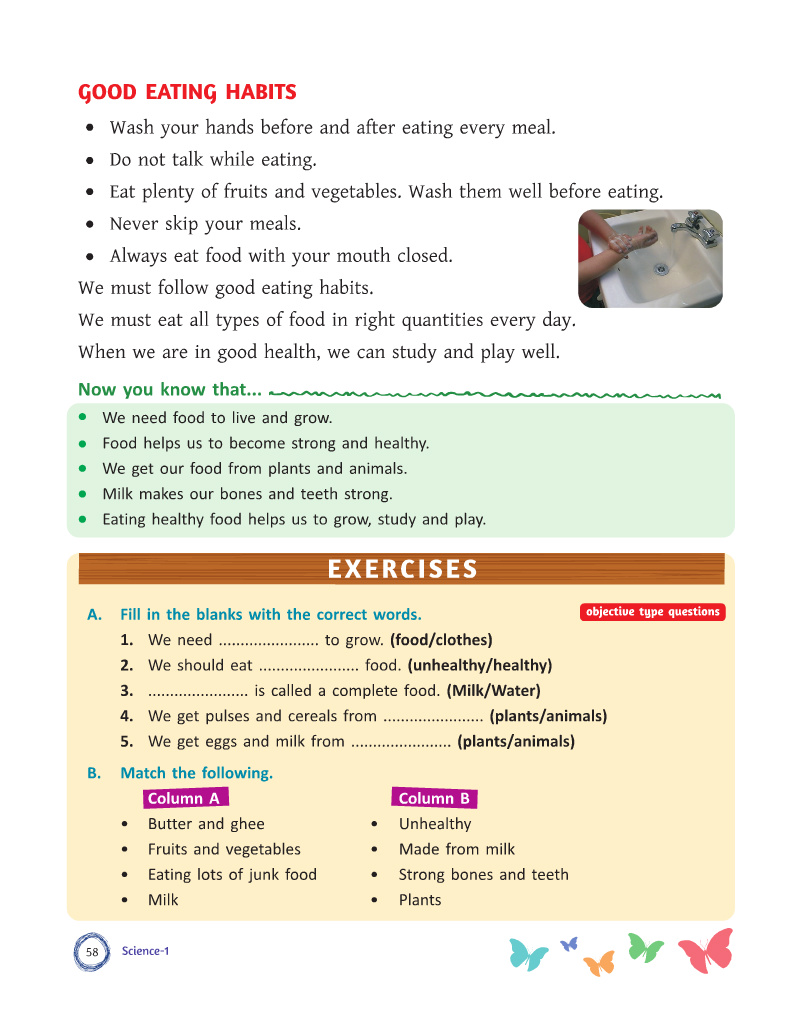 GOOD EATING HABITS
• Wash your hands before and after eating every meal.
• Do not talk while eating.
• Eat plenty of fruits and vegetables. Wash them well before eating.
• Never skip your meals.
• Always eat food with your mouth closed.
We must follow good eating habits.
We must eat all types of food in right quantities every day.
When we are in good health, we can study and play well.
Now you know that...
• We need food to live and grow.
• Food helps us to become strong and healthy.
• We get our food from plants and animals.
• Milk makes our bones and teeth strong.
• Eating healthy food helps us to grow, study and play.
EXERCISES
A. Fill in the blanks with the correct words. objective type questions
1. We need ....................... to grow. (food/clothes)
2. We should eat ....................... food. (unhealthy/healthy)
3. ....................... is called a complete food. (Milk/Water)
4. We get pulses and cereals from ....................... (plants/animals)
5. We get eggs and milk from ....................... (plants/animals)
B. Match the following.
Column A Column B
• Butter and ghee • Unhealthy
• Fruits and vegetables • Made from milk
• Eating lots of junk food • Strong bones and teeth
• Milk • Plants
58 Science-1